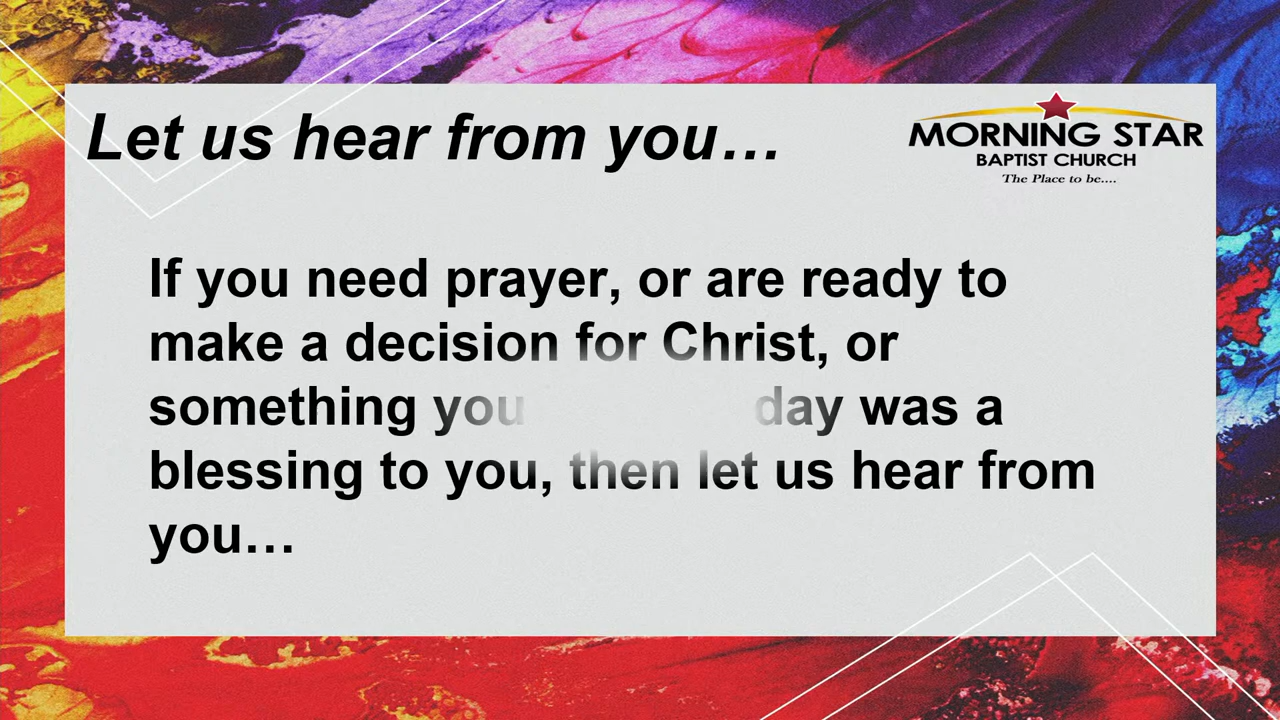 Let us hear from you…
MORNING STAR
BAPTIST CHURCH
The Place to be....
If you need prayer, or are ready to
make a decision for Christ, or
something you day was a
blessing to you, then let us hear from
you…